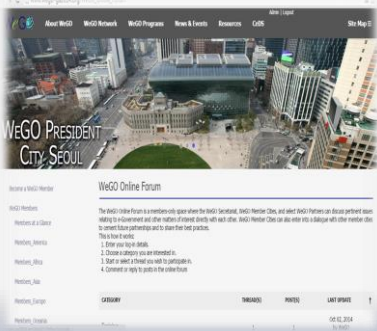 Admin | Logout
WeGO
About WeGO WeGO Network WeGO Programs News & Events Resources CeDS Site Map
WeGO President
City Seoul
Become a WeGO Member
WeGO Members
Members at a Glance
Members_America
Members_Africa
Members_Asia
Members_Europe
Members_Oceania
WeGO Online Forum
The WeGO Online Forum is a members-only space where the WeGO Secretariat, WeGO Member Cities, and select WeGO Partners can discuss pertinent issues
relating to e-Government and other matters of interest directly with each other. WeGO Member Cities can also enter into a dialogue with other member cities
to cement future partnerships and to share their best practices.
This is how it works:
1. Enter your log-in details.
2. Choose a category you are interested in.
3. Start or select a thread you wish to participate in.
4. Comment or reply to posts in the online forum
CATEGORY THREAD(S) POST(S) LAST UPDATE
Oct 02, 2014
by WeGO